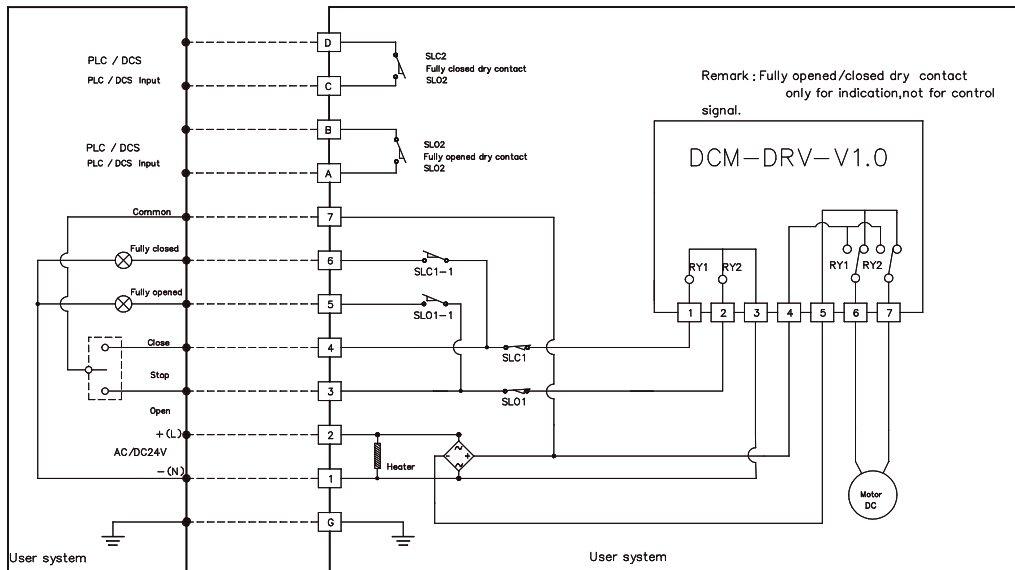 PLC / DCS
PLC / DCS Input
D
C
SLC2
Fully closed dry contact
SLO2
Remark : Fully opened/closed dry contact
only for indication,not for control
signal.
PLC / DCS
PLC / DCS Input
B
A
SLO2
Fully opened dry contact
SLO2
DCM-DRV-V1.0
Common
7
Fully closed
6
SLC1-1
RY1
RY2
RY1
RY2
Fully opened
5
SLO1-1
1
2
3
4
5
6
7
Close
4
SLC1
Stop
3
SLO1
Open
+(L)
2
AC/DC24V
Heater
~
-
+
~
-(N)
1
Motor
DC
G
User system
User system